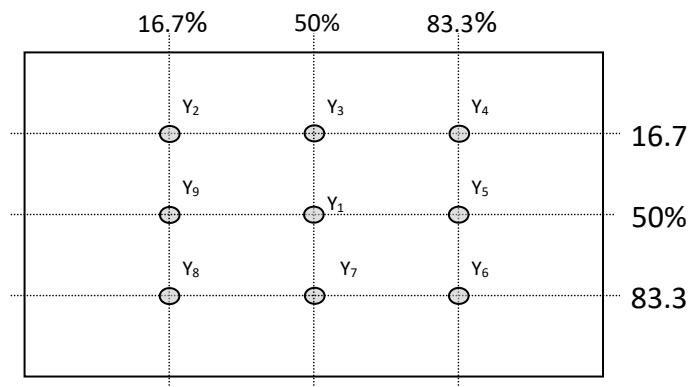 16.7% 50% 83.3%
Y₂ Y₃ Y₄
16.7
Y₉ Y₁ Y₅
50%
Y₈ Y₇ Y₆
83.3